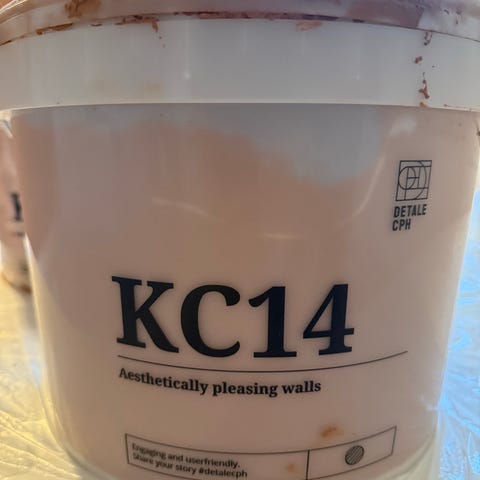 DETALE
CPH
KC14
Aesthetically pleasing walls
Engaging and userfriendly.
Share your story #detalecph